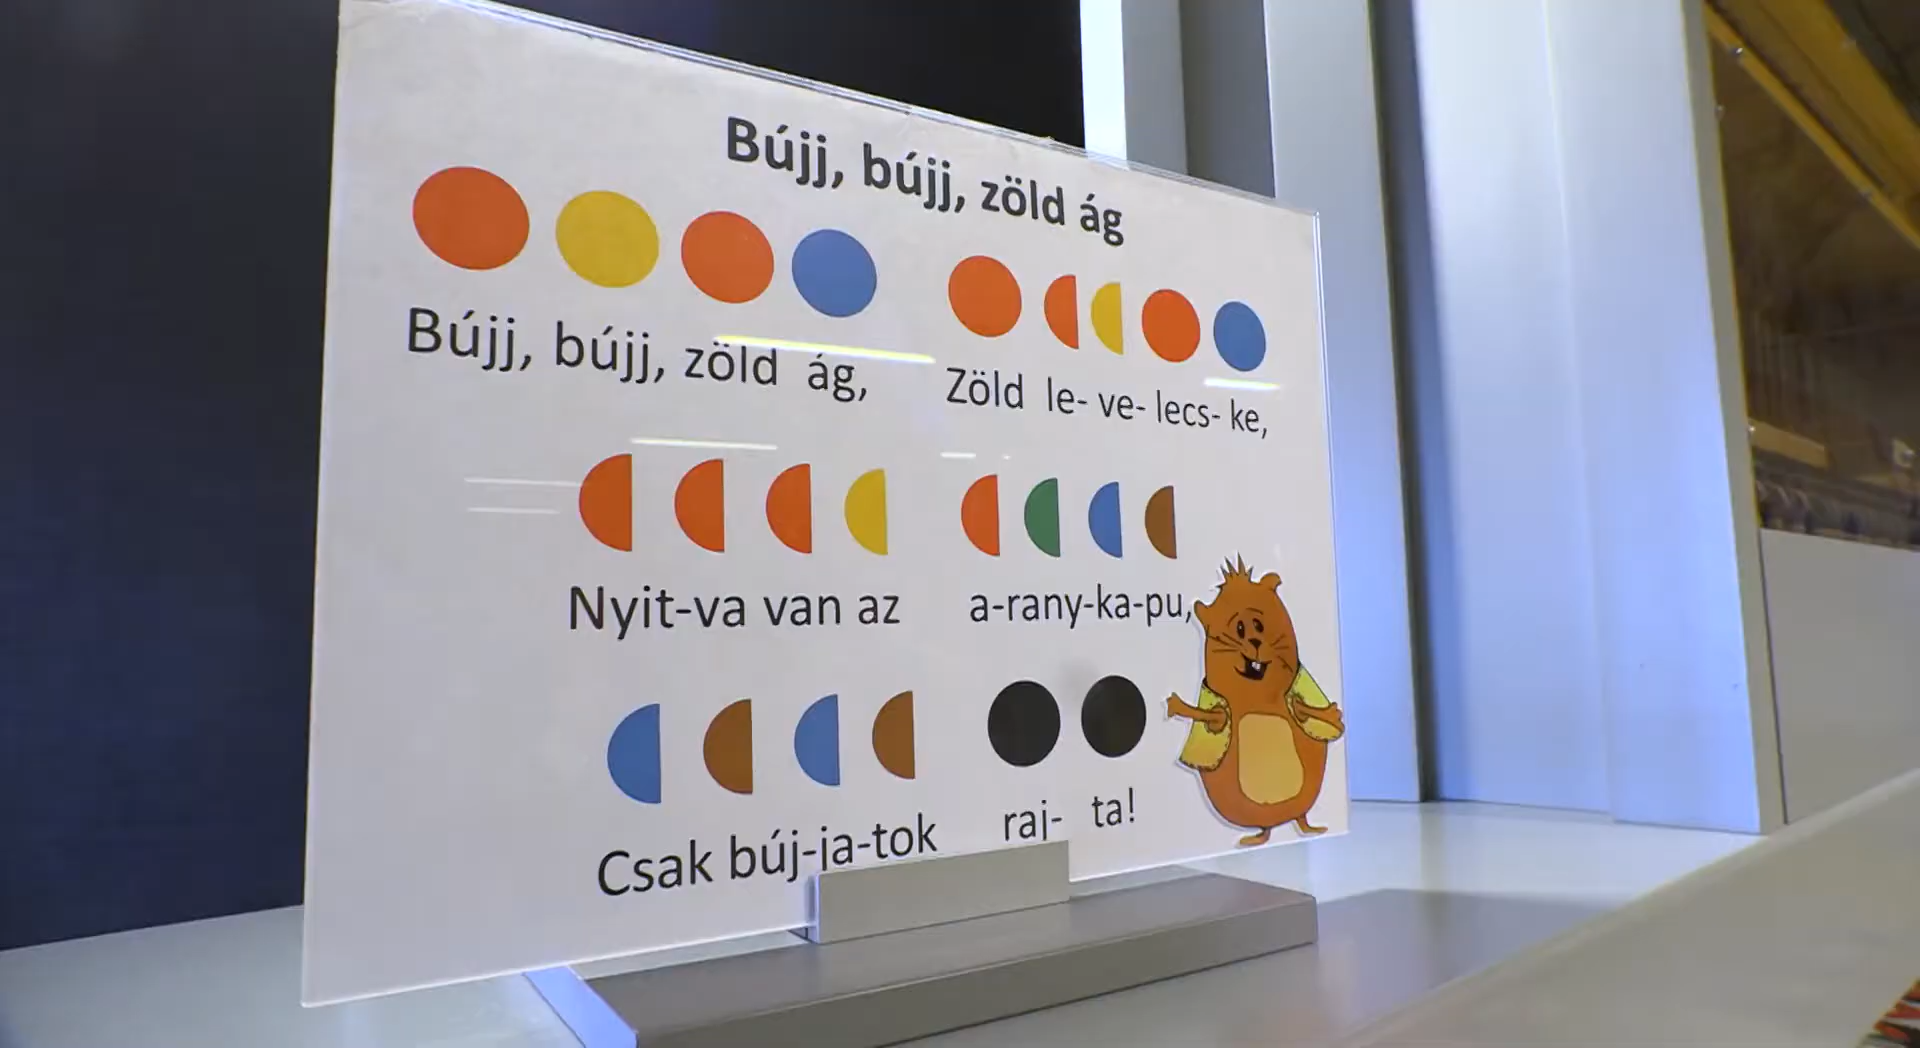 Bújj, bújj, zöld ág
Bújj, bújj, zöld ág, Zöld le- ve- lecs- ke,
Nyit-va van az a-rany-ka-pu,
Csak búj-ja-tok raj- ta!